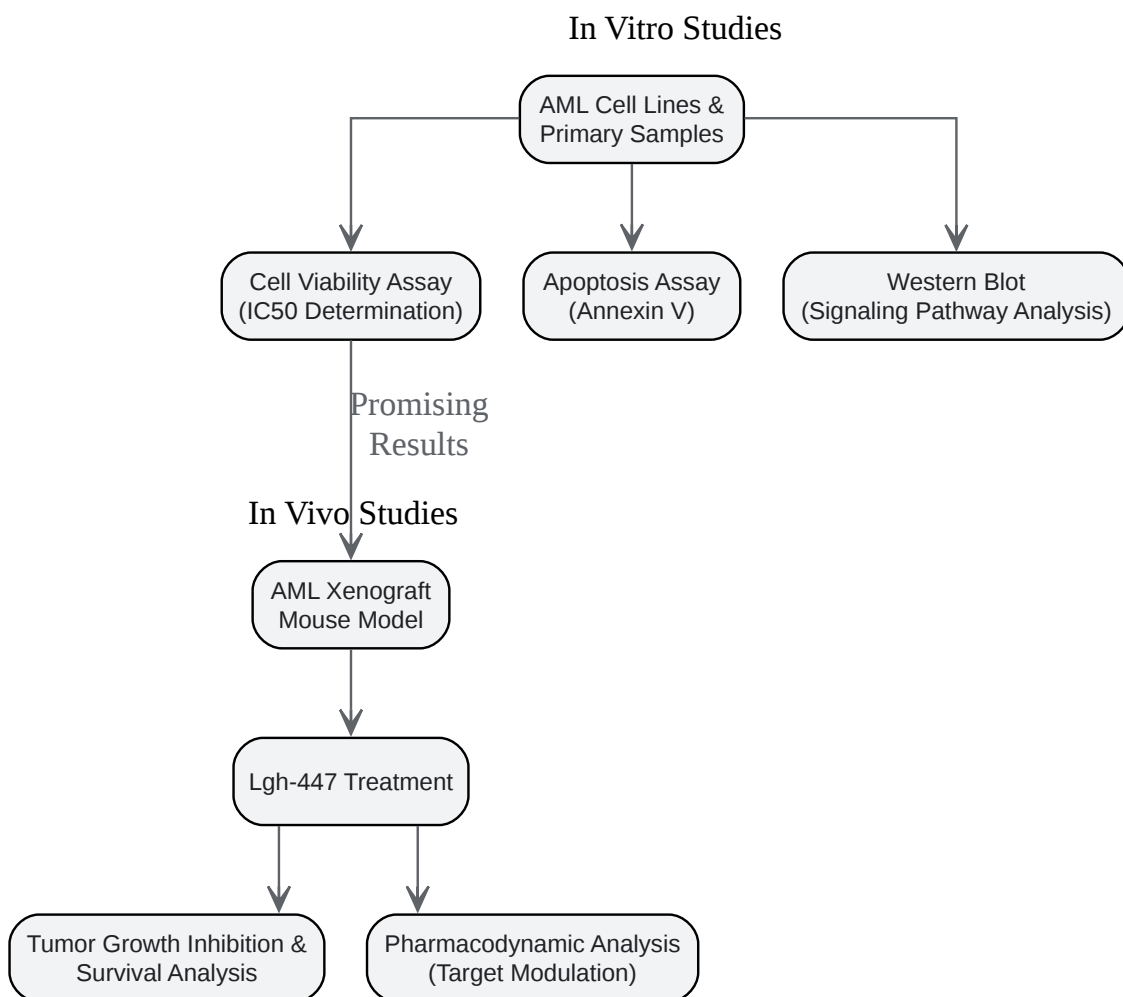 In Vitro Studies
AML Cell Lines &
Primary Samples
Cell Viability Assay
(IC50 Determination)
Apoptosis Assay
(Annexin V)
Western Blot
(Signaling Pathway Analysis)
Promising
Results
In Vivo Studies
AML Xenograft
Mouse Model
Lgh-447 Treatment
Tumor Growth Inhibition &
Survival Analysis
Pharmacodynamic Analysis
(Target Modulation)